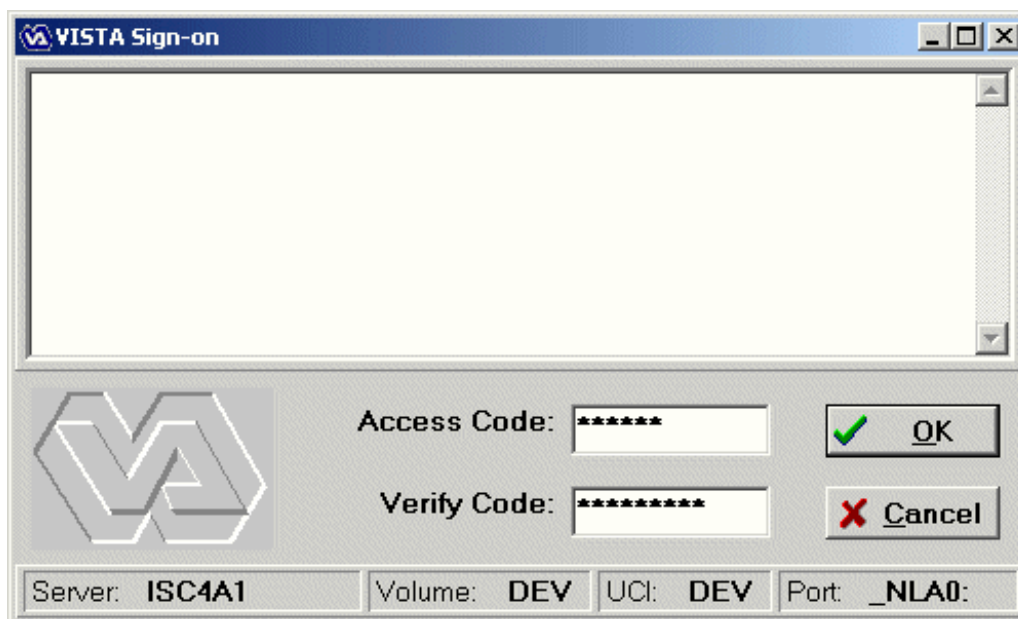 VISTA Sign-on
Access Code: ******
OK
Verify Code: *********
Cancel
Server: ISC4A1 Volume: DEV UCI: DEV Port: _NLA0: